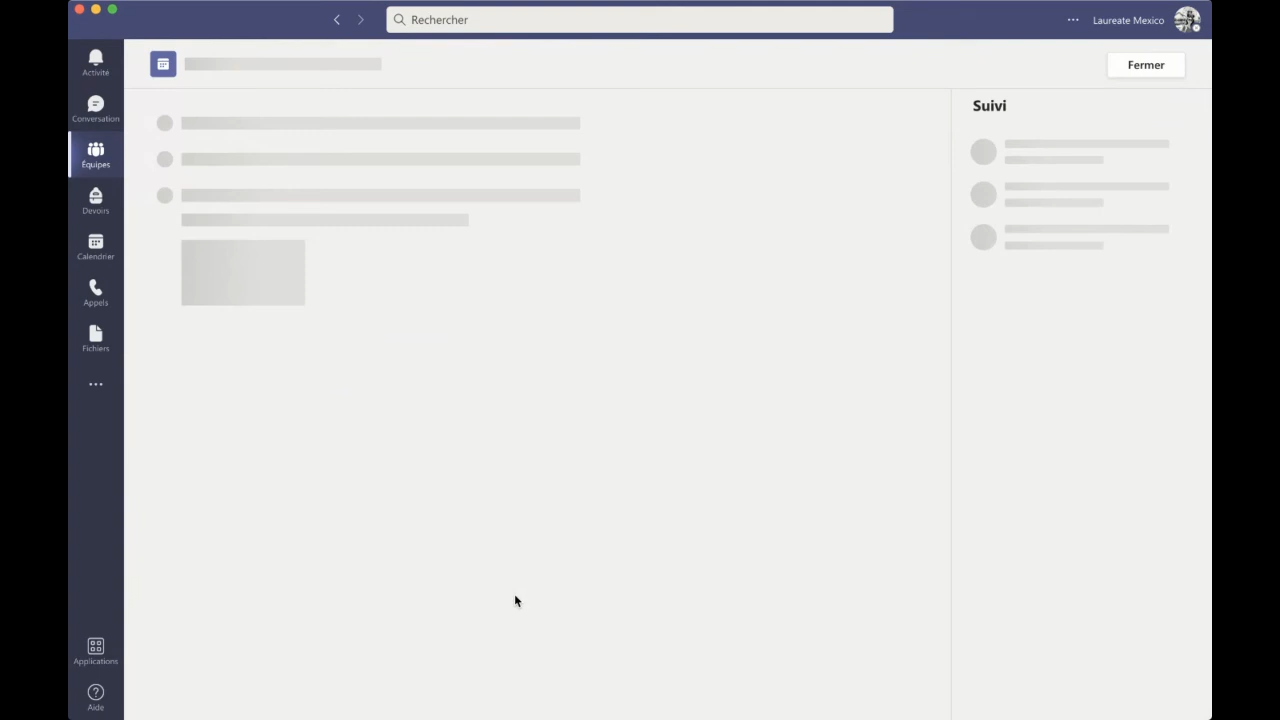 Rechercher
Laureate Mexico
Activité
Conversation
Équipes
Devoirs
Calendrier
Appels
Fichiers
Applications
Aide
Fermer
Suivi